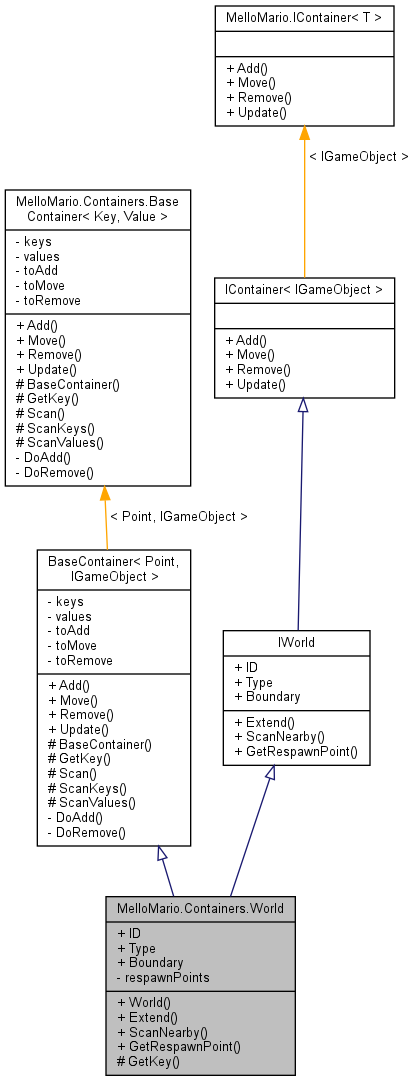 MelloMario.IContainer< T >
+ Add()
+ Move()
+ Remove()
+ Update()
< IGameObject >
MelloMario.Containers.Base
Container< Key, Value >
- keys
- values
- toAdd
- toMove
- toRemove
+ Add()
+ Move()
+ Remove()
+ Update()
# BaseContainer()
# GetKey()
# Scan()
# ScanKeys()
# ScanValues()
- DoAdd()
- DoRemove()
IContainer< IGameObject >
+ Add()
+ Move()
+ Remove()
+ Update()
< Point, IGameObject >
BaseContainer< Point,
IGameObject >
- keys
- values
- toAdd
- toMove
- toRemove
+ Add()
+ Move()
+ Remove()
+ Update()
# BaseContainer()
# GetKey()
# Scan()
# ScanKeys()
# ScanValues()
- DoAdd()
- DoRemove()
IWorld
+ ID
+ Type
+ Boundary
+ Extend()
+ ScanNearby()
+ GetRespawnPoint()
MelloMario.Containers.World
+ ID
+ Type
+ Boundary
- respawnPoints
+ World()
+ Extend()
+ ScanNearby()
+ GetRespawnPoint()
# GetKey()